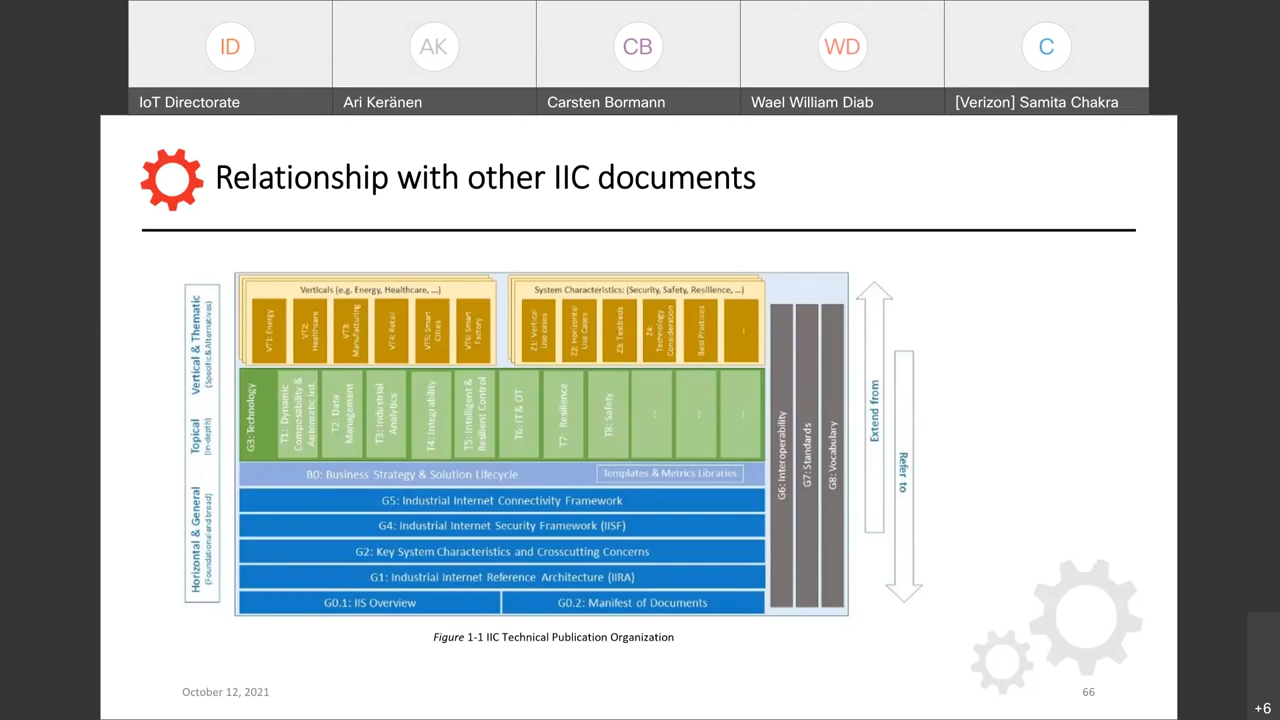 ID
AK
CB
WD
C
IoT Directorate
Ari Keränen
Carsten Bormann
Wael William Diab
[Verizon] Samita Chakra
Relationship with other IIC documents
Vertical & Thematic
(Specific & Alternatives)
Topical
(In-depth)
Horizontal & General
(Foundational and broad)
Verticals (e.g. Energy, Healthcare, ...)
VT1: Energy
VT2:
Healthcare
VT3:
Manufacturing
VT4: Retail
VT5: Smart
Cities
VT6: Smart
Factory
System Characteristics: (Security, Safety, Resilience, ...)
Z1: Vertical
Use cases
Z2: Horizontal
Use Cases
Z3: Testbeds
Z4:
Technology
Consideration
Best Practices
...
G3: Technology
T1: Dynamic
Composability &
Automatic Int.
T2: Data
Management
T3: Industrial
Analytics
T4: Integrability
T5: Intelligent &
Resilient Control
T6: IT & OT
T7: Resilience
T8: Safety
...
...
...
B0: Business Strategy & Solution Lifecycle
Templates & Metrics Libraries
G5: Industrial Internet Connectivity Framework
G4: Industrial Internet Security Framework (IISF)
G2: Key System Characteristics and Crosscutting Concerns
G1: Industrial Internet Reference Architecture (IIRA)
G0.1: IIS Overview
G0.2: Manifest of Documents
G6: Interoperability
G7: Standards
G8: Vocabulary
Extend from
Refer to
Figure 1-1 IIC Technical Publication Organization
October 12, 2021
66
+6